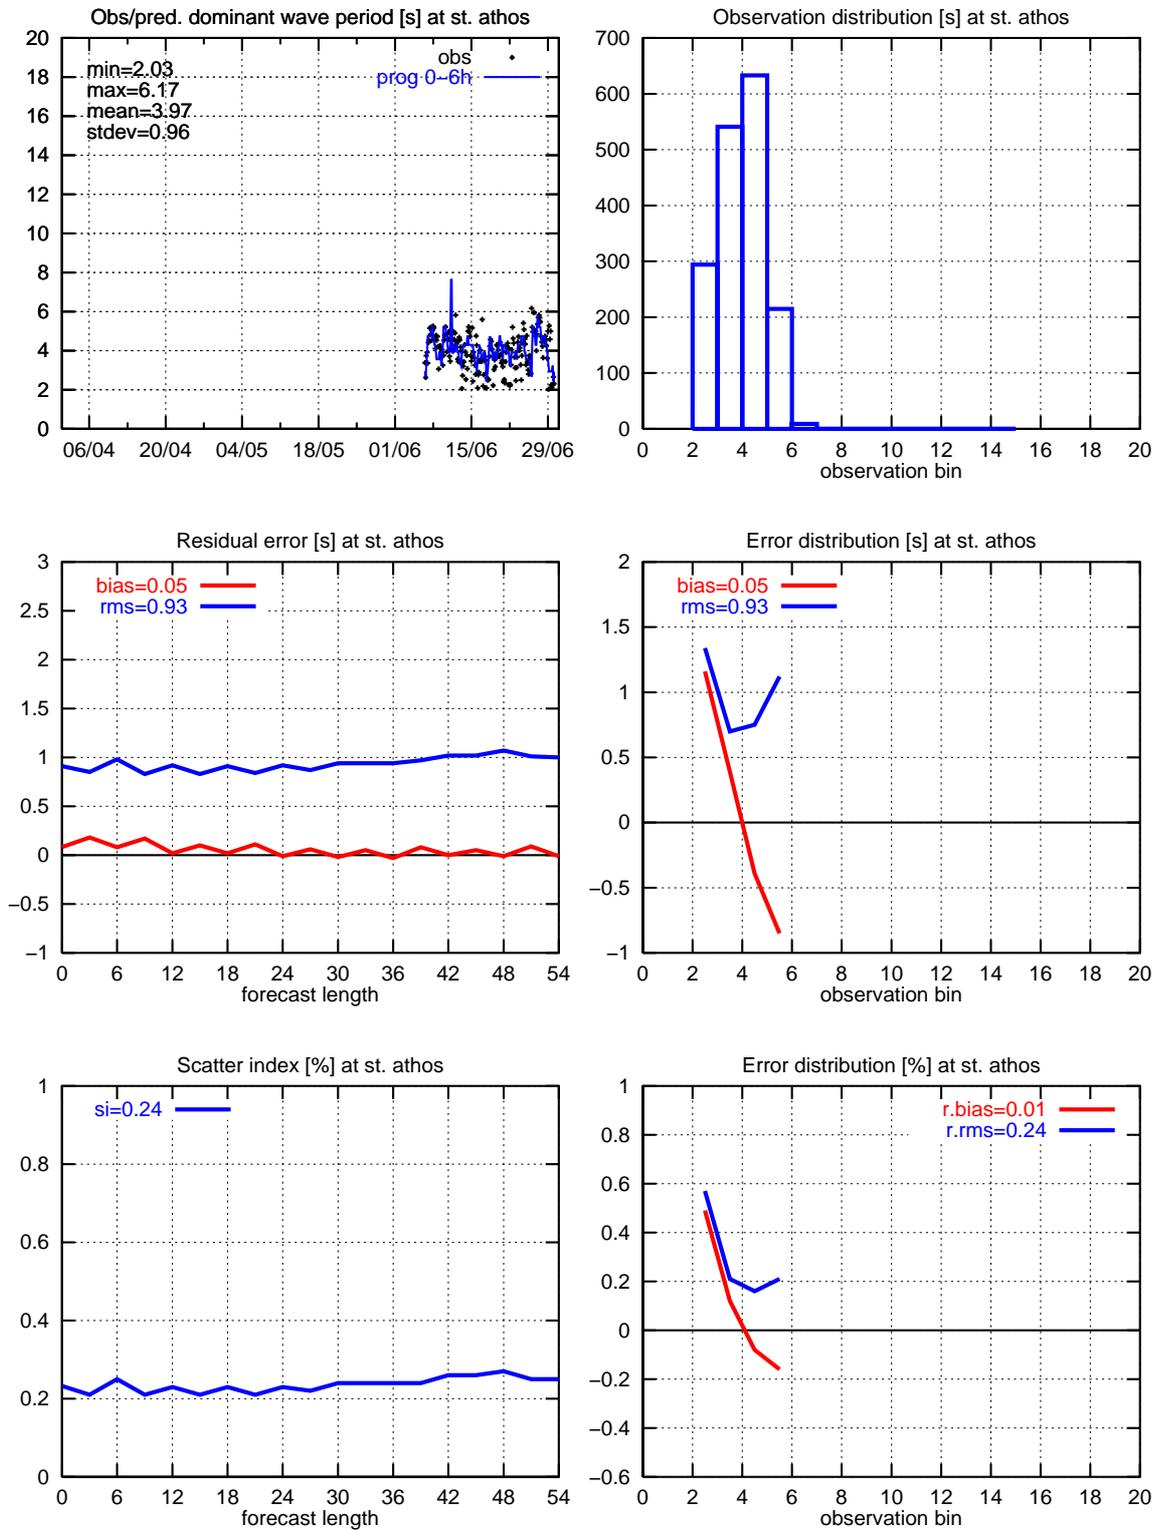 Obs/pred. dominant wave period [s] at st. athos
20
18
16
14
12
10
8
6
4
2
0
min=2.03
max=6.17
mean=3.97
stdev=0.96
obs
prog 0−6h
06/04 20/04 04/05 18/05 01/06 15/06 29/06
Observation distribution [s] at st. athos
700
600
500
400
300
200
100
0
0 2 4 6 8 10 12 14 16 18 20
observation bin
Residual error [s] at st. athos
3
2.5
2
1.5
1
0.5
0
−0.5
−1
bias=0.05
rms=0.93
0 6 12 18 24 30 36 42 48 54
forecast length
Error distribution [s] at st. athos
2
1.5
1
0.5
0
−0.5
−1
bias=0.05
rms=0.93
0 2 4 6 8 10 12 14 16 18 20
observation bin
Scatter index [%] at st. athos
1
0.8
0.6
0.4
0.2
0
si=0.24
0 6 12 18 24 30 36 42 48 54
forecast length
Error distribution [%] at st. athos
1
0.8
0.6
0.4
0.2
0
−0.2
−0.4
−0.6
r.bias=0.01
r.rms=0.24
0 2 4 6 8 10 12 14 16 18 20
observation bin